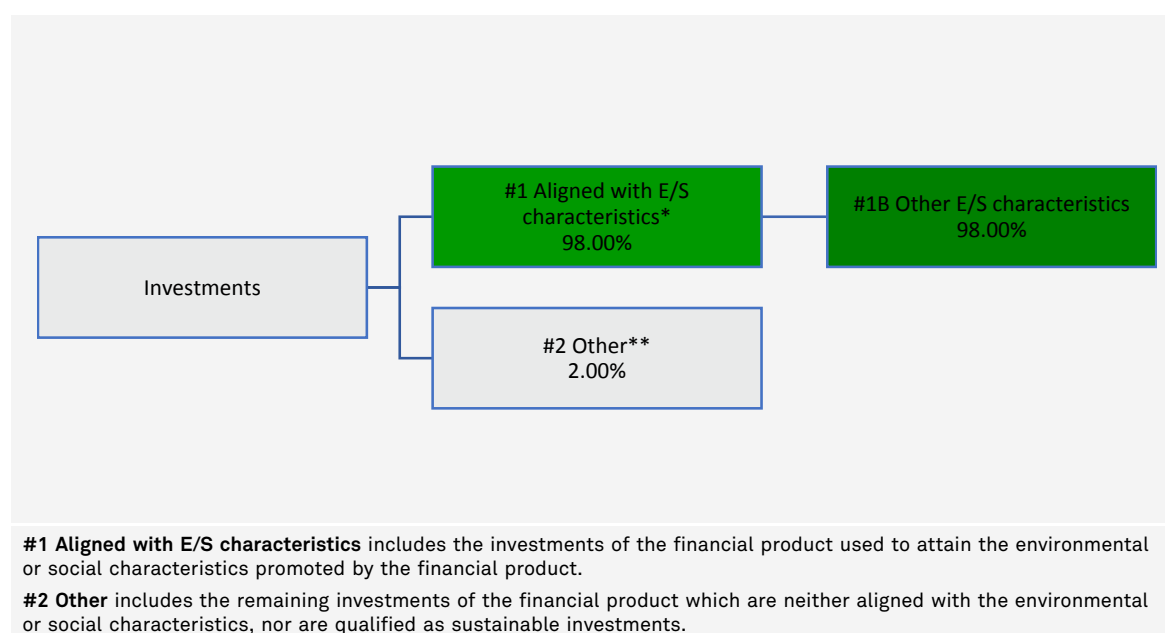 #1 Aligned with E/S
characteristics*
98.00%
#1B Other E/S characteristics
98.00%
Investments
#2 Other**
2.00%
#1 Aligned with E/S characteristics includes the investments of the financial product used to attain the environmental
or social characteristics promoted by the financial product.
#2 Other includes the remaining investments of the financial product which are neither aligned with the environmental
or social characteristics, nor are qualified as sustainable investments.